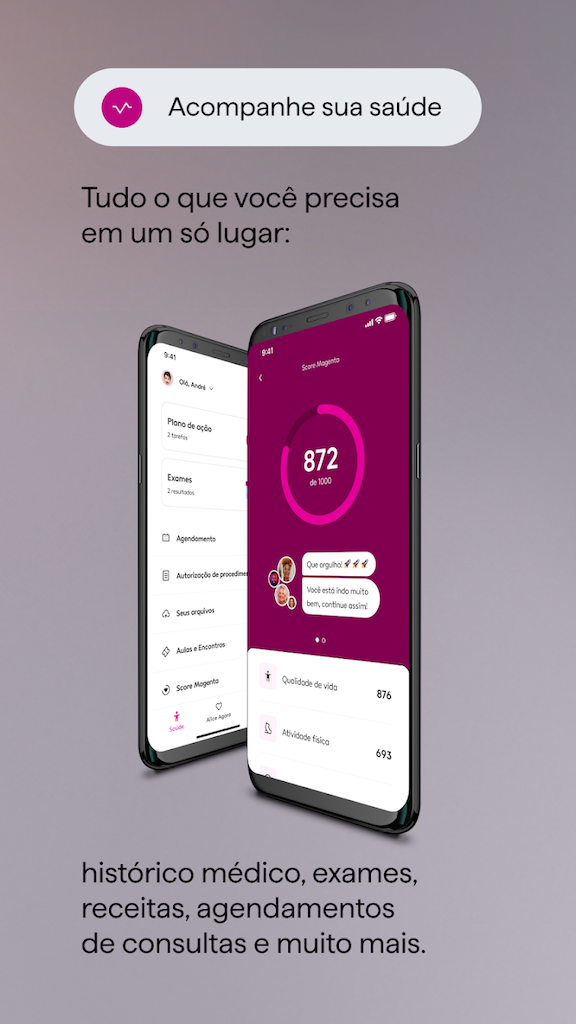 Acompanhe sua saúde
Tudo o que você precisa
em um só lugar:
9:41
Olá, André
Plano de ação
2 tarefas
Exames
2 resultados
Agendamento
Autorização de procedime
Seus arquivos
Aulas e Encontros
Score Magenta
Saúde
Alice Agora
9:41
Score Magenta
872
de 1000
Que orgulho! 🚀🚀🚀
Você está indo muito
bem, continue assim!
Qualidade de vida
876
Atividade física
693
histórico médico, exames,
receitas, agendamentos
de consultas e muito mais.